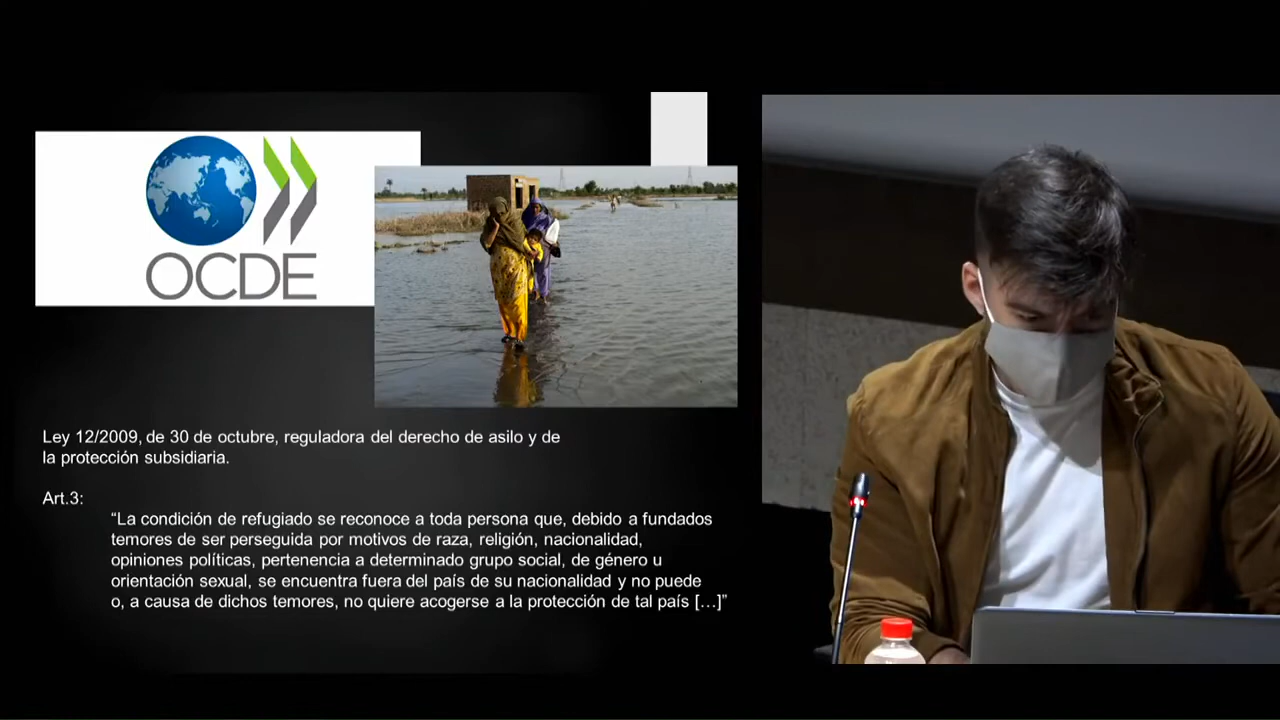 OCDE
Ley 12/2009, de 30 de octubre, reguladora del derecho de asilo y de
la protección subsidiaria.
Art.3:
“La condición de refugiado se reconoce a toda persona que, debido a fundados
temores de ser perseguida por motivos de raza, religión, nacionalidad,
opiniones políticas, pertenencia a determinado grupo social, de género u
orientación sexual, se encuentra fuera del país de su nacionalidad y no puede
o, a causa de dichos temores, no quiere acogerse a la protección de tal país […]”